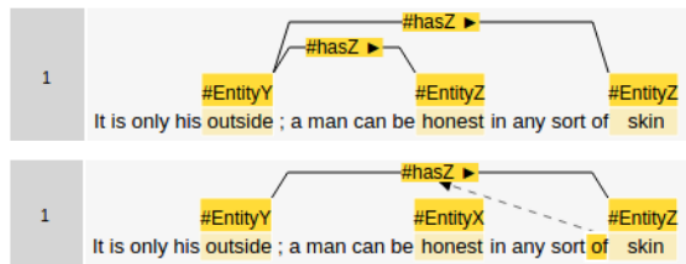 #hasZ ►
#hasZ ►
1
#EntityY #EntityZ #EntityZ
It is only his outside ; a man can be honest in any sort of skin
#hasZ ►
1
#EntityY #EntityX #EntityZ
It is only his outside ; a man can be honest in any sort of skin